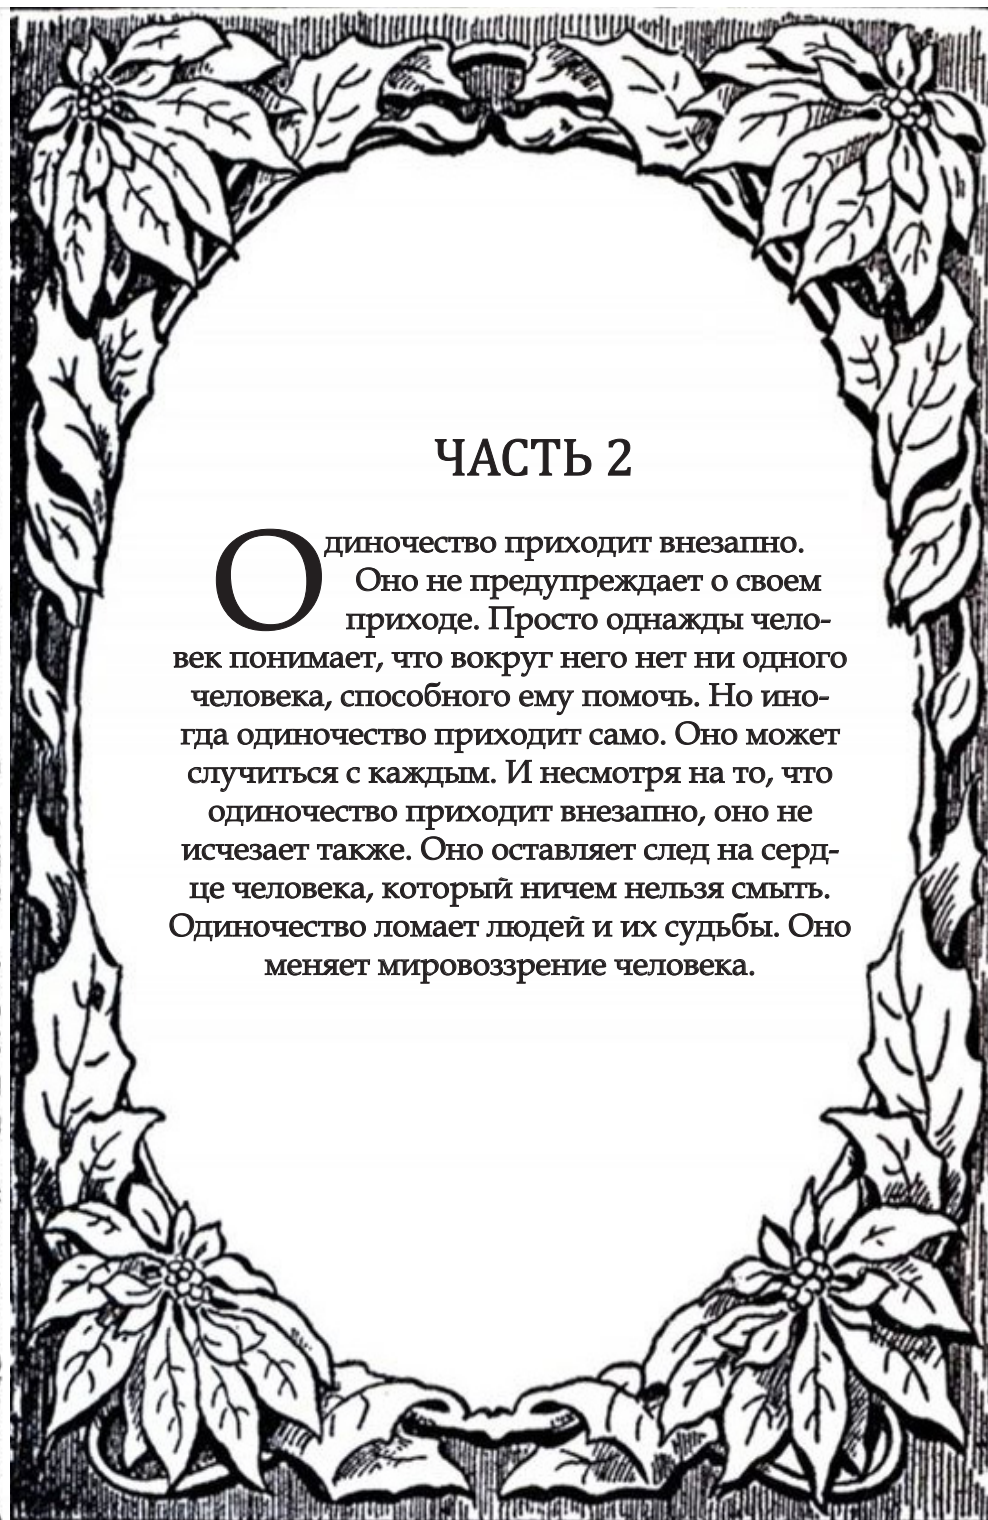 ЧАСТЬ 2
Одиночество приходит внезапно.
Оно не предупреждает о своем
приходе. Просто однажды чело-
век понимает, что вокруг него нет ни одного
человека, способного ему помочь. Но ино-
гда одиночество приходит само. Оно может
случиться с каждым. И несмотря на то, что
одиночество приходит внезапно, оно не
исчезает также. Оно оставляет след на серд-
це человека, который ничем нельзя смыть.
Одиночество ломает людей и их судьбы. Оно
меняет мировоззрение человека.